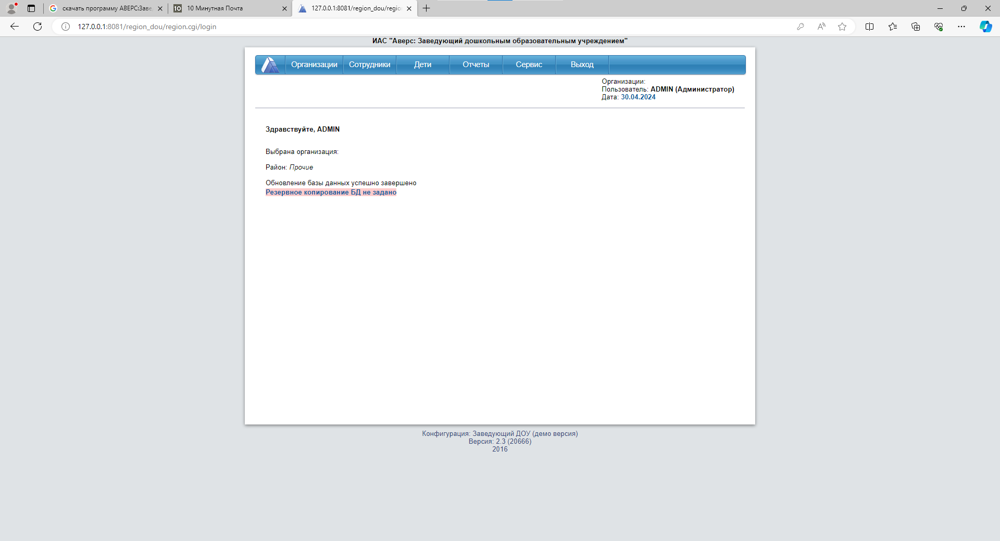 скачать программу АВЕРС:Заве
10 Минутная Почта
127.0.0.1:8081/region_dou/regio
127.0.0.1:8081/region_dou/region.cgi/login
ИАС "Аверс: Заведующий дошкольным образовательным учреждением"
Организации Сотрудники Дети Отчеты Сервис Выход
Организации:
Пользователь: ADMIN (Администратор)
Дата: 30.04.2024
Здравствуйте, ADMIN
Выбрана организация:
Район: Прочие
Обновление базы данных успешно завершено
Резервное копирование БД не задано
Конфигурация: Заведующий ДОУ (демо версия)
Версия: 2.3 (20666)
2016